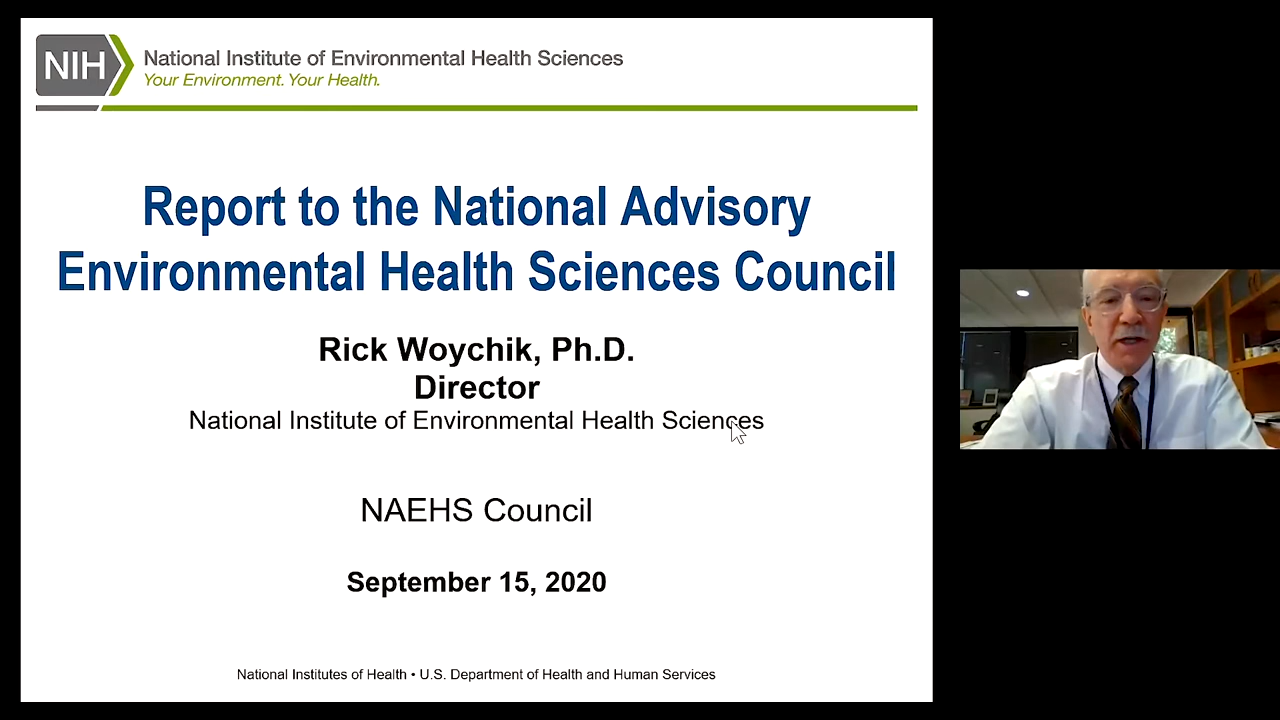 NIH
National Institute of Environmental Health Sciences
Your Environment. Your Health.
Report to the National Advisory
Environmental Health Sciences Council
Rick Woychik, Ph.D.
Director
National Institute of Environmental Health Sciences
NAEHS Council
September 15, 2020
National Institutes of Health • U.S. Department of Health and Human Services